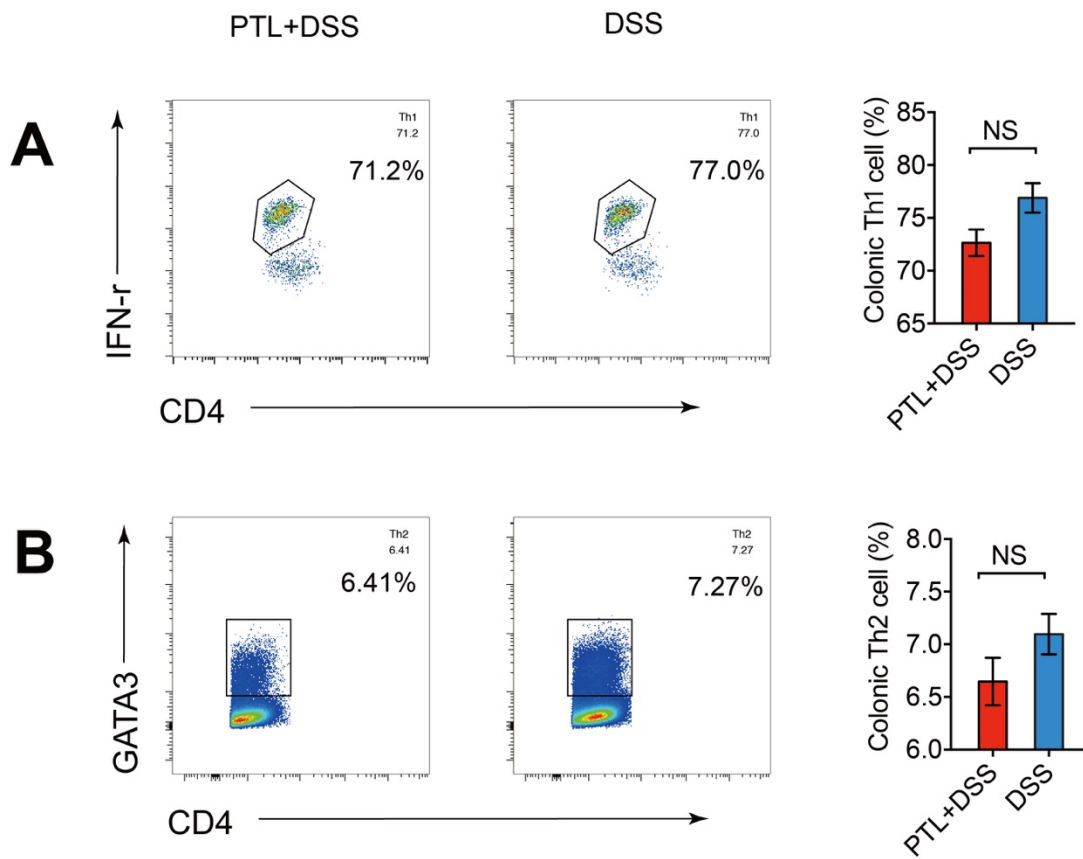 PTL+DSS
DSS
A
IFN-r
Th1
71.2
71.2%
Th1
77.0
77.0%
CD4
Colonic Th1 cell (%)
85
80
75
70
65
NS
PTL+DSS
DSS
B
GATA3
Th2
6.41
6.41%
Th2
7.27
7.27%
CD4
Colonic Th2 cell (%)
8.0
7.5
7.0
6.5
6.0
NS
PTL+DSS
DSS